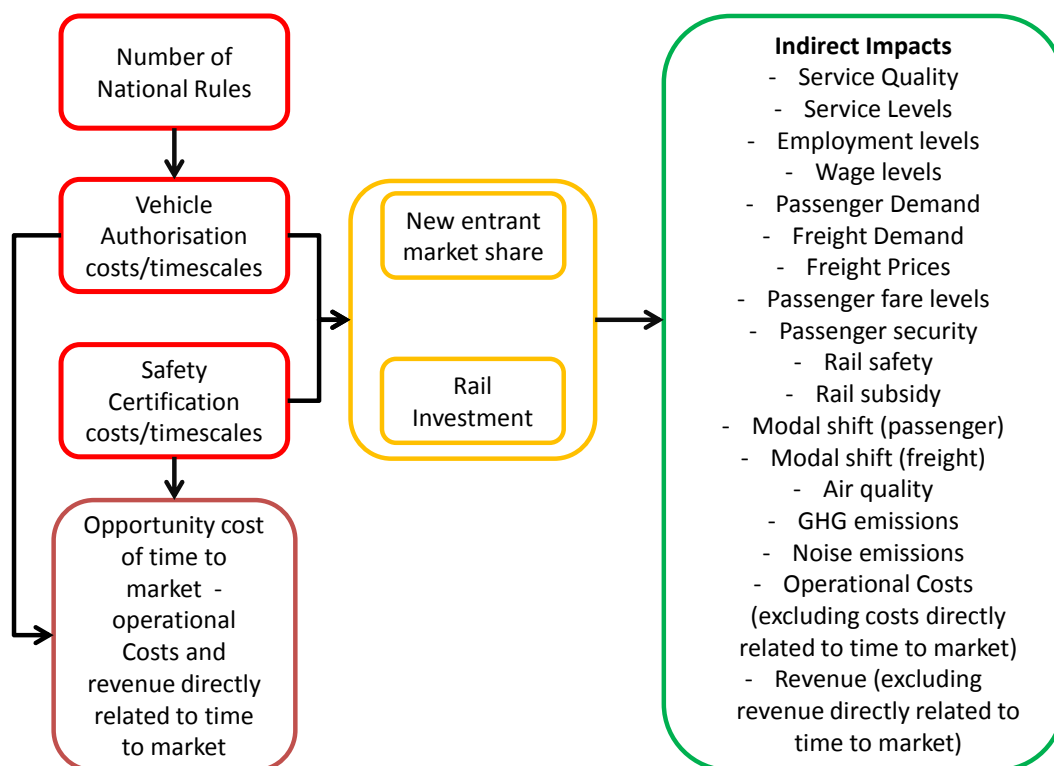 Number of
National Rules
Vehicle
Authorisation
costs/timescales
Safety
Certification
costs/timescales
Opportunity cost
of time to
market -
operational
Costs and
revenue directly
related to time
to market
New entrant
market share
Rail
Investment
Indirect Impacts
- Service Quality
- Service Levels
- Employment levels
- Wage levels
- Passenger Demand
- Freight Demand
- Freight Prices
- Passenger fare levels
- Passenger security
- Rail safety
- Rail subsidy
- Modal shift (passenger)
- Modal shift (freight)
- Air quality
- GHG emissions
- Noise emissions
- Operational Costs
(excluding costs directly
related to time to market)
- Revenue (excluding
revenue directly related to
time to market)